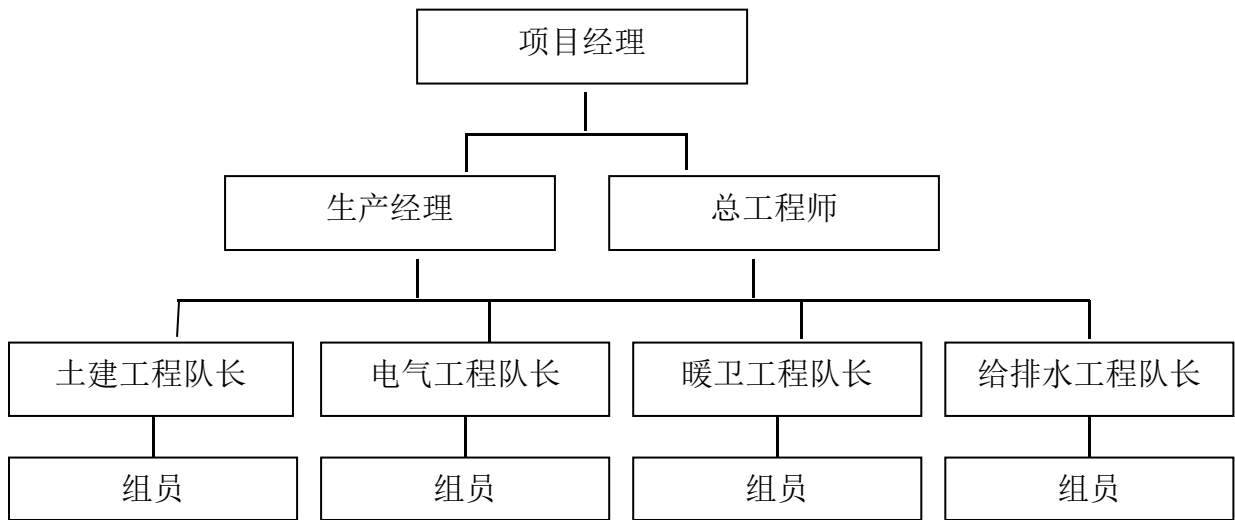 项目经理
生产经理
总工程师
土建工程队长
电气工程队长
暖卫工程队长
给排水工程队长
组员
组员
组员
组员